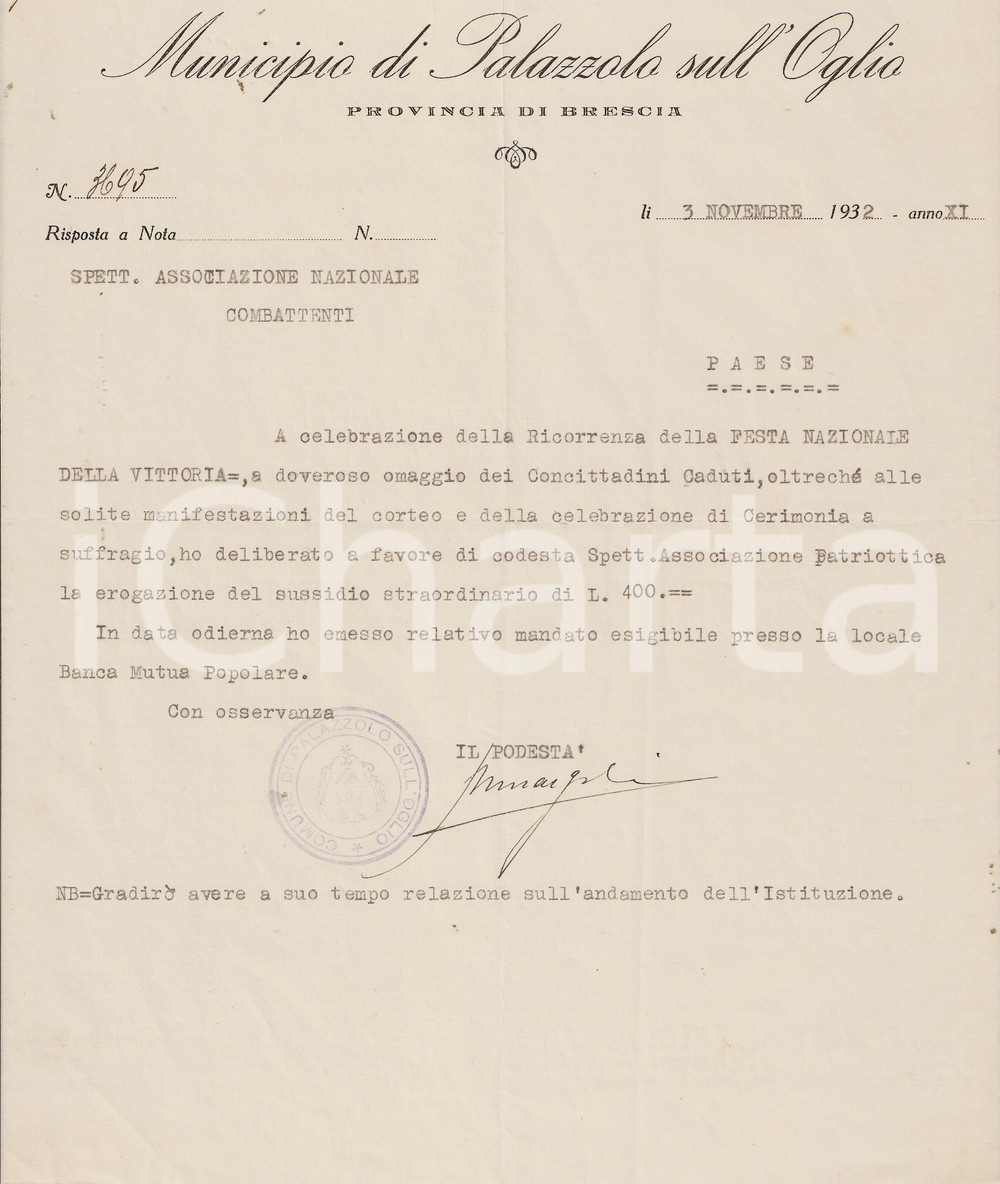 Municipio di Palazzolo sull'Oglio
PROVINCIA DI BRESCIA
N. 3695
li 3 NOVEMBRE 1932 - anno XI
Risposta a Nota N.
SPETT. ASSOCIAZIONE NAZIONALE
COMBATTENTI
P A E S E
=.=.=.=.=.=.=
A celebrazione della Ricorrenza della FESTA NAZIONALE
DELLA VITTORIA=,a doveroso omaggio dei Concittadini Caduti,oltreché alle
solite manifestazioni del corteo e della celebrazione di Cerimonia a
suffragio,ho deliberato a favore di codesta Spett.Associazione Patriottica
la erogazione del sussidio straordinario di L. 400.==
In data odierna ho emesso relativo mandato esigibile presso la locale
Banca Mutua Popolare.
Con osservanza
IL PODESTA'
COMUNE DI PALAZZOLO SULL'OGLIO
NB=Gradirò avere a suo tempo relazione sull'andamento dell'Istituzione.
iCharta